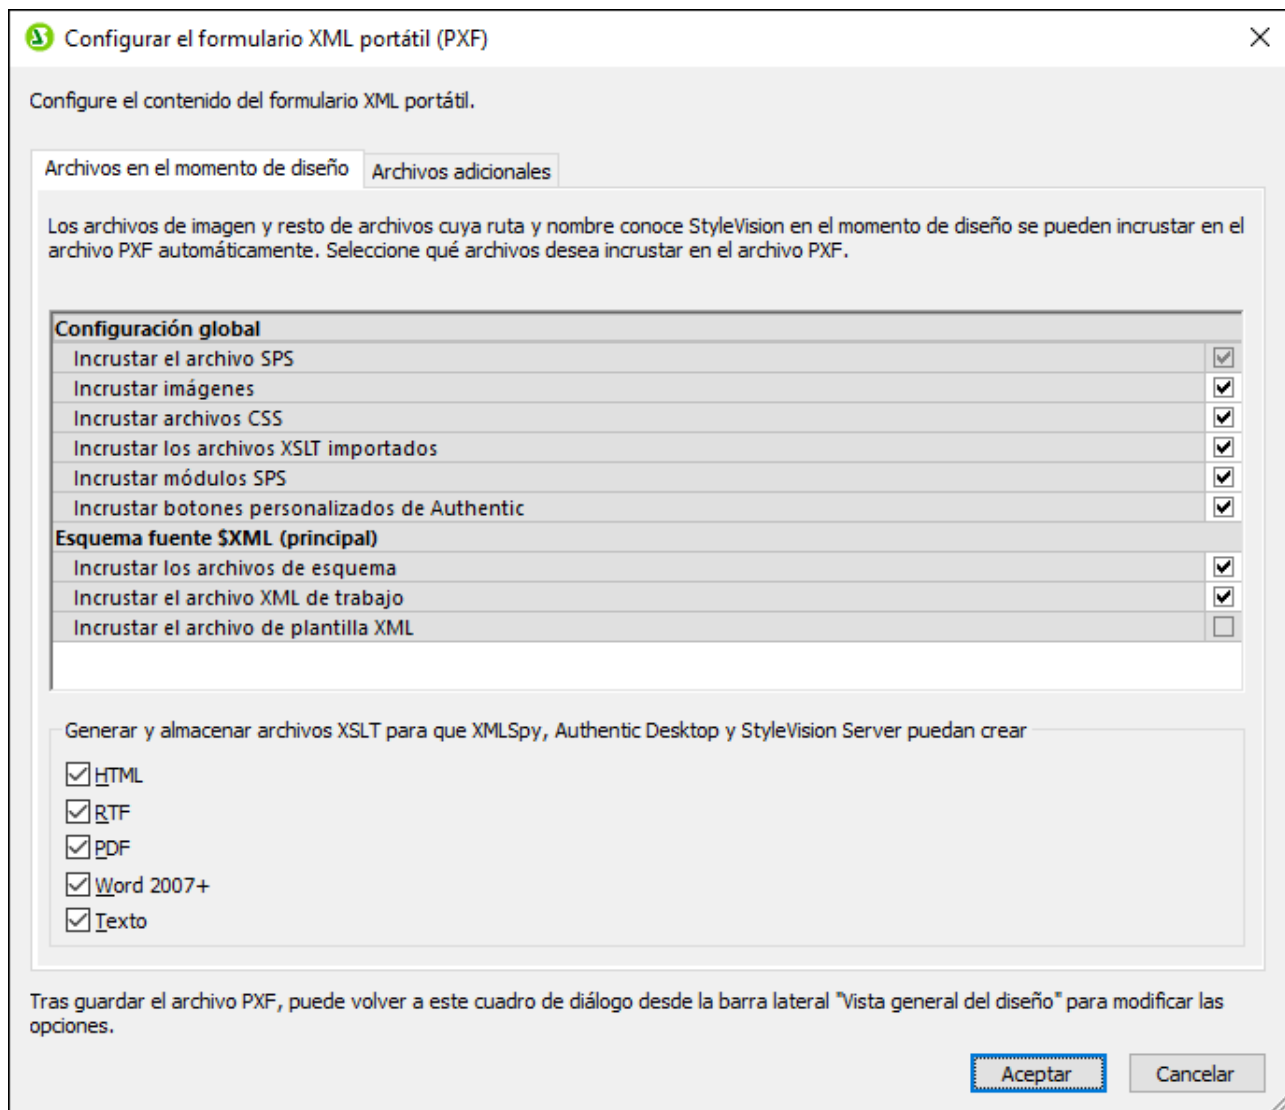 Configurar el formulario XML portátil (PXF)
Configure el contenido del formulario XML portátil.
Archivos en el momento de diseño
Archivos adicionales
Los archivos de imagen y resto de archivos cuya ruta y nombre conoce StyleVision en el momento de diseño se pueden incrustar en el
archivo PXF automáticamente. Seleccione qué archivos desea incrustar en el archivo PXF.
Configuración global
Incrustar el archivo SPS
Incrustar imágenes
Incrustar archivos CSS
Incrustar los archivos XSLT importados
Incrustar módulos SPS
Incrustar botones personalizados de Authentic
Esquema fuente $XML (principal)
Incrustar los archivos de esquema
Incrustar el archivo XML de trabajo
Incrustar el archivo de plantilla XML
Generar y almacenar archivos XSLT para que XMLSpy, Authentic Desktop y StyleVision Server puedan crear
HTML
RTF
PDF
Word 2007+
Texto
Tras guardar el archivo PXF, puede volver a este cuadro de diálogo desde la barra lateral "Vista general del diseño" para modificar las
opciones.
Aceptar
Cancelar